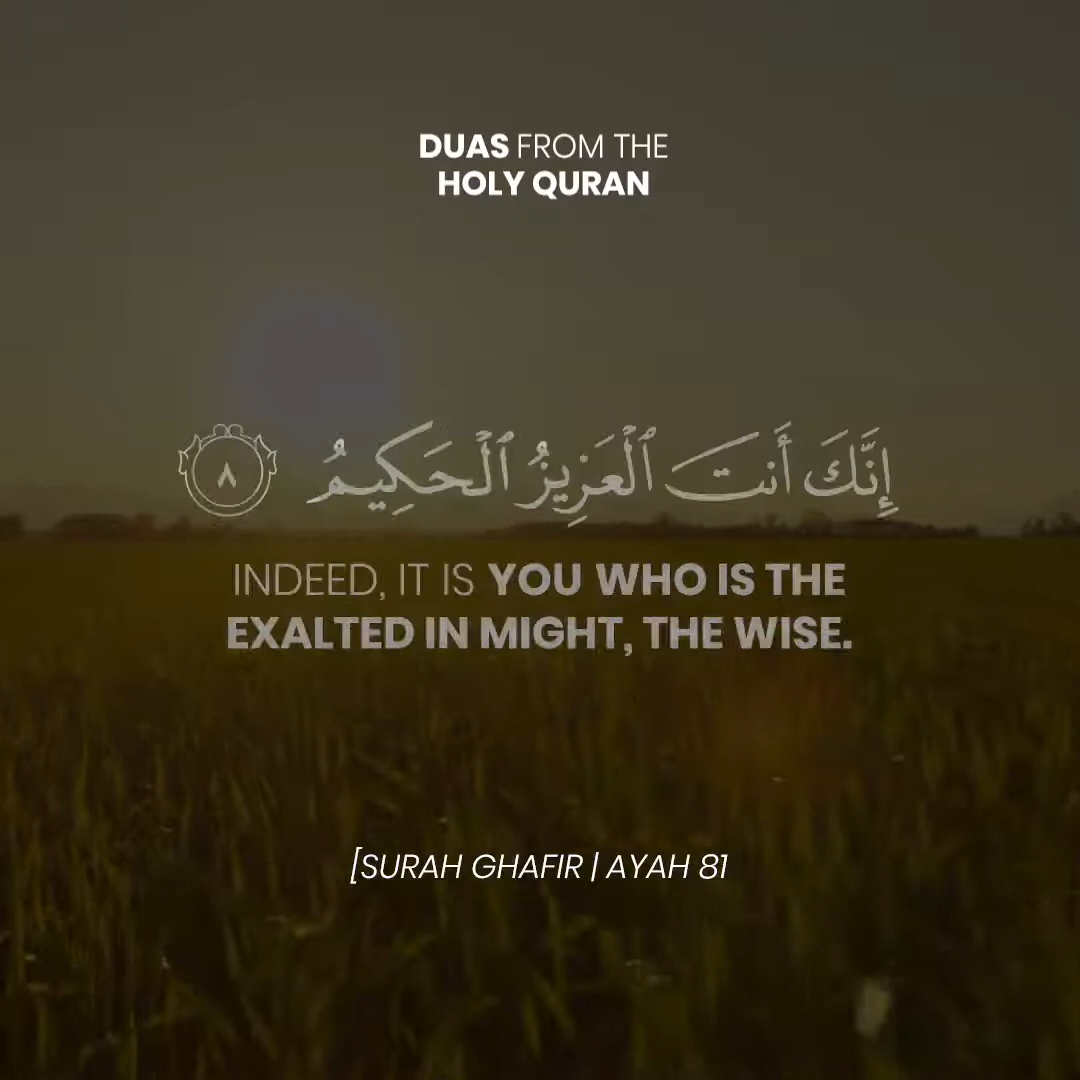 DUAS FROM THE
HOLY QURAN
إِنَّكَ أَنتَ ٱلْعَزِيزُ ٱلْحَكِيمُ ٨
INDEED, IT IS YOU WHO IS THE
EXALTED IN MIGHT, THE WISE.
[SURAH GHAFIR | AYAH 81